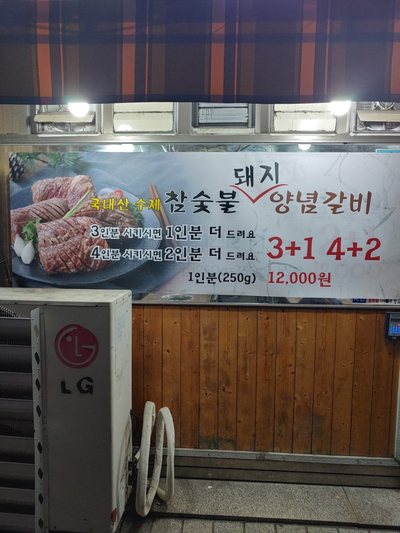 돼지
국내산 수제 참숯불 양념갈비
3인분 시키시면 1인분 더 드려요
4인분 시키시면 2인분 더 드려요
3+1 4+2
1인분(250g) 12,000원
LG